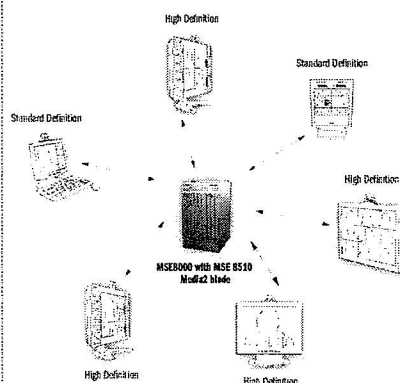 High Definition
Standard Definition
Standard Definition
High Definition
MSE8000 with MSE 8510
Media2 blade
High Definition
High Definition